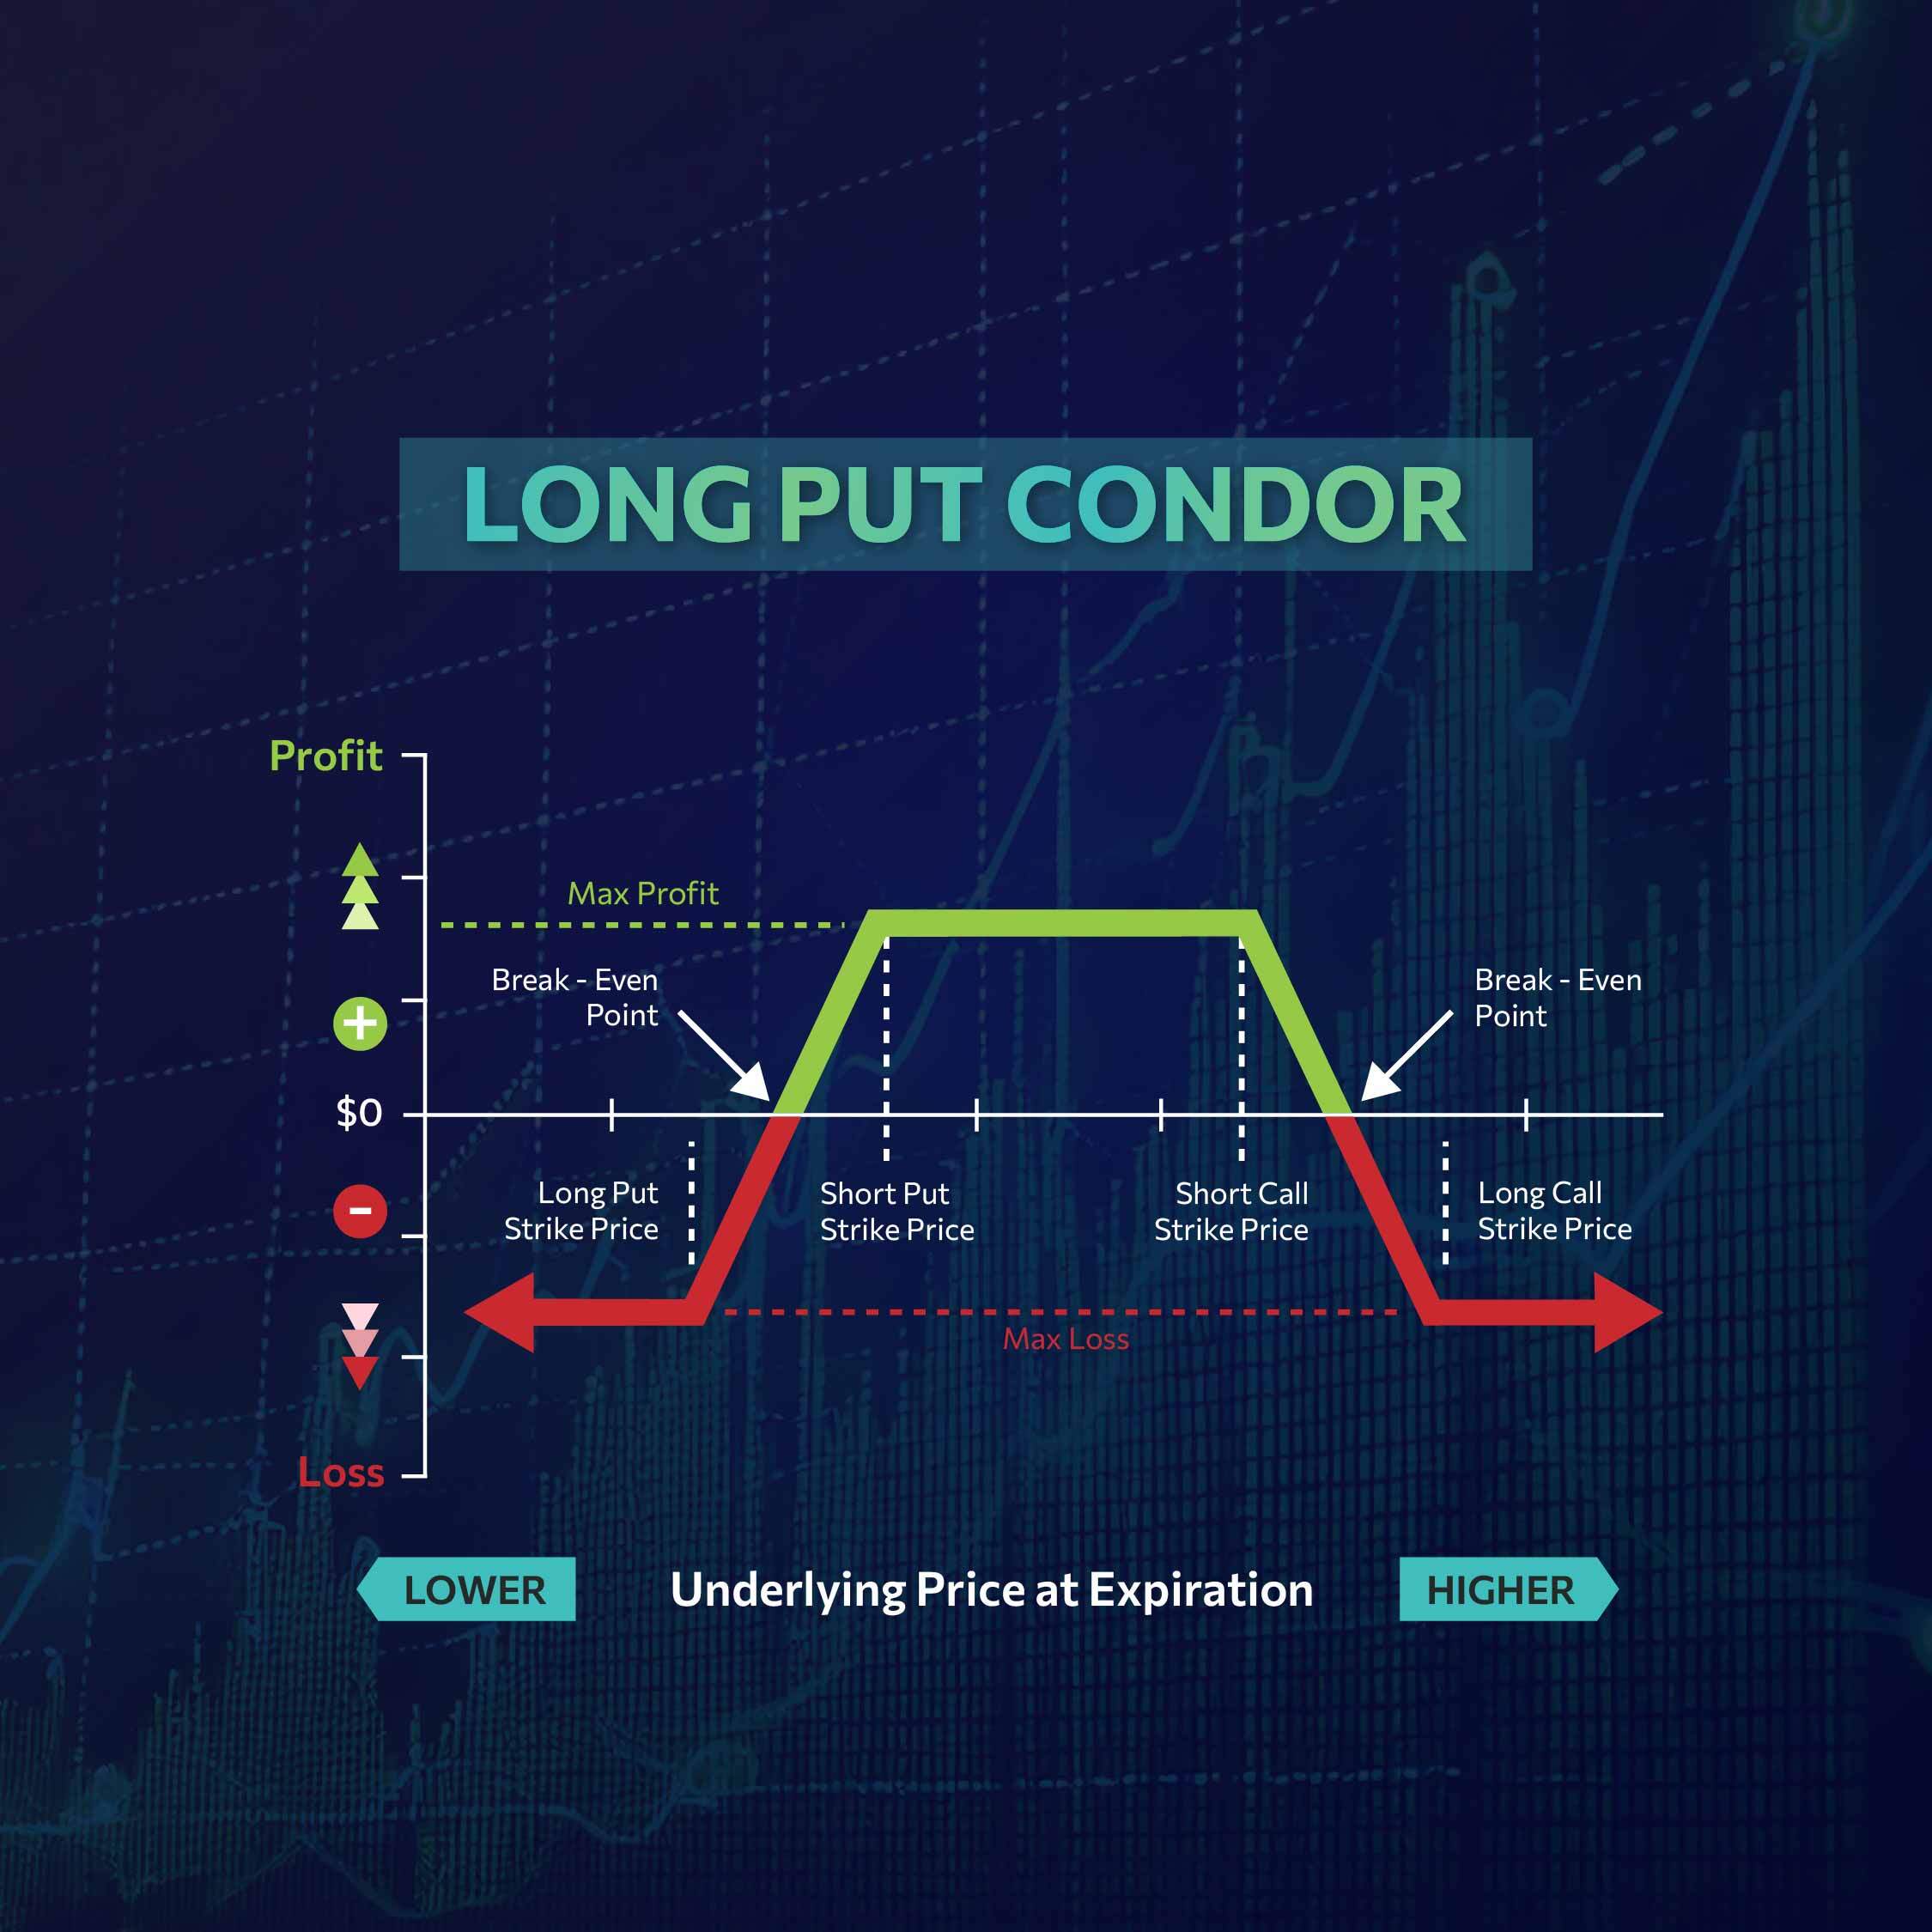 LONG PUT CONDOR
Profit
Max Profit
Break - Even
Point
Break - Even
Point
+
$0
-
Long Put
Strike Price
Short Put
Strike Price
Short Call
Strike Price
Long Call
Strike Price
Max Loss
Loss
LOWER
Underlying Price at Expiration
HIGHER